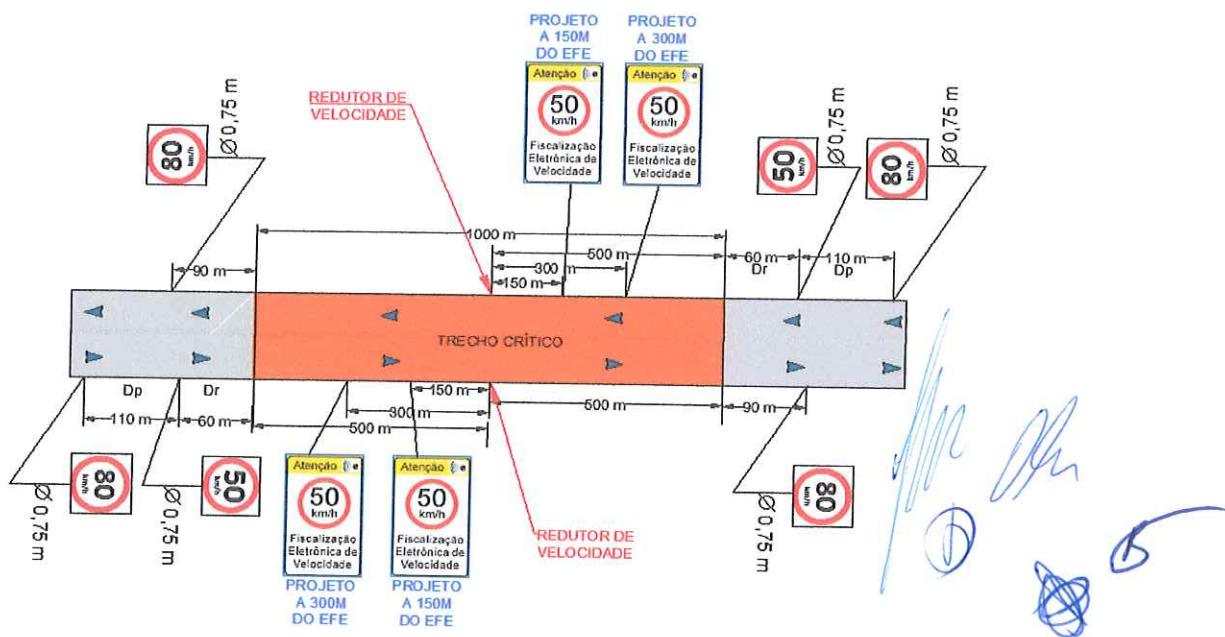 PROJETO
A 150M
DO EFE
PROJETO
A 300M
DO EFE
Atenção
50
km/h
Fiscalização
Eletrônica de
Velocidade
Atenção
50
km/h
Fiscalização
Eletrônica de
Velocidade
REDUTOR DE
VELOCIDADE
80
km/h
Ø 0,75 m
50
km/h
Ø 0,75 m
80
km/h
Ø 0,75 m
1000 m
500 m
300 m
150 m
90 m
60 m
Dr
110 m
Dp
TRECHO CRÍTICO
Dp
Dr
110 m
60 m
150 m
300 m
500 m
500 m
90 m
80
km/h
Ø 0,75 m
50
km/h
Ø 0,75 m
Atenção
50
km/h
Fiscalização
Eletrônica de
Velocidade
PROJETO
A 300M
DO EFE
Atenção
50
km/h
Fiscalização
Eletrônica de
Velocidade
PROJETO
A 150M
DO EFE
REDUTOR DE
VELOCIDADE
80
km/h
Ø 0,75 m